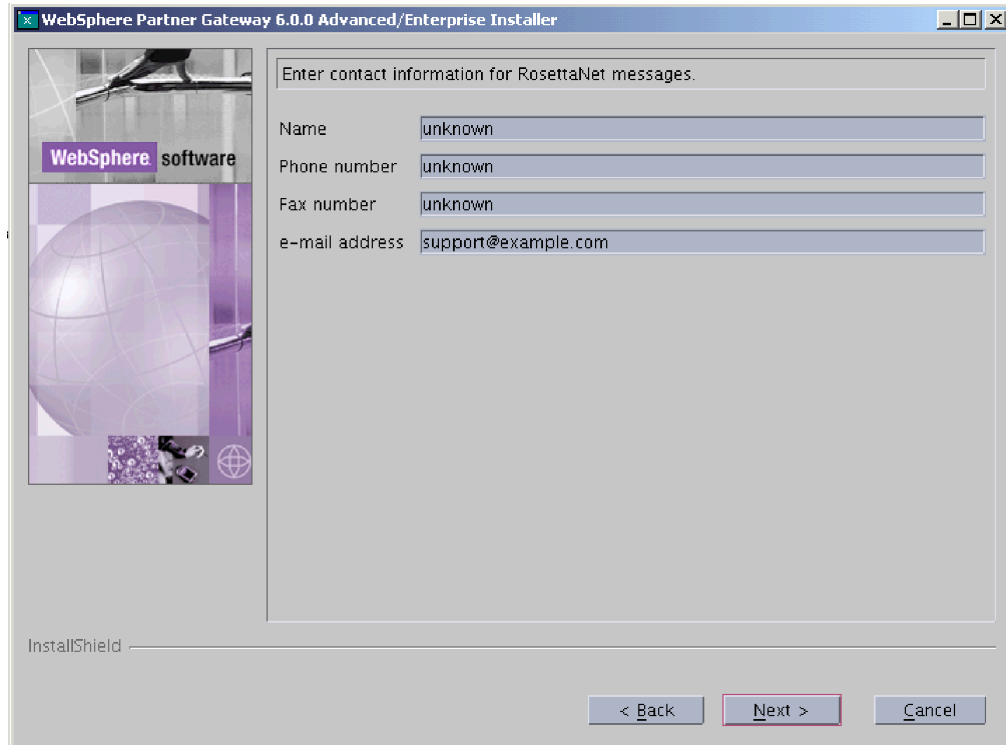 WebSphere Partner Gateway 6.0.0 Advanced/Enterprise Installer
WebSphere software
Enter contact information for RosettaNet messages.
Name unknown
Phone number unknown
Fax number unknown
e-mail address support@example.com
InstallShield
< Back Next > Cancel